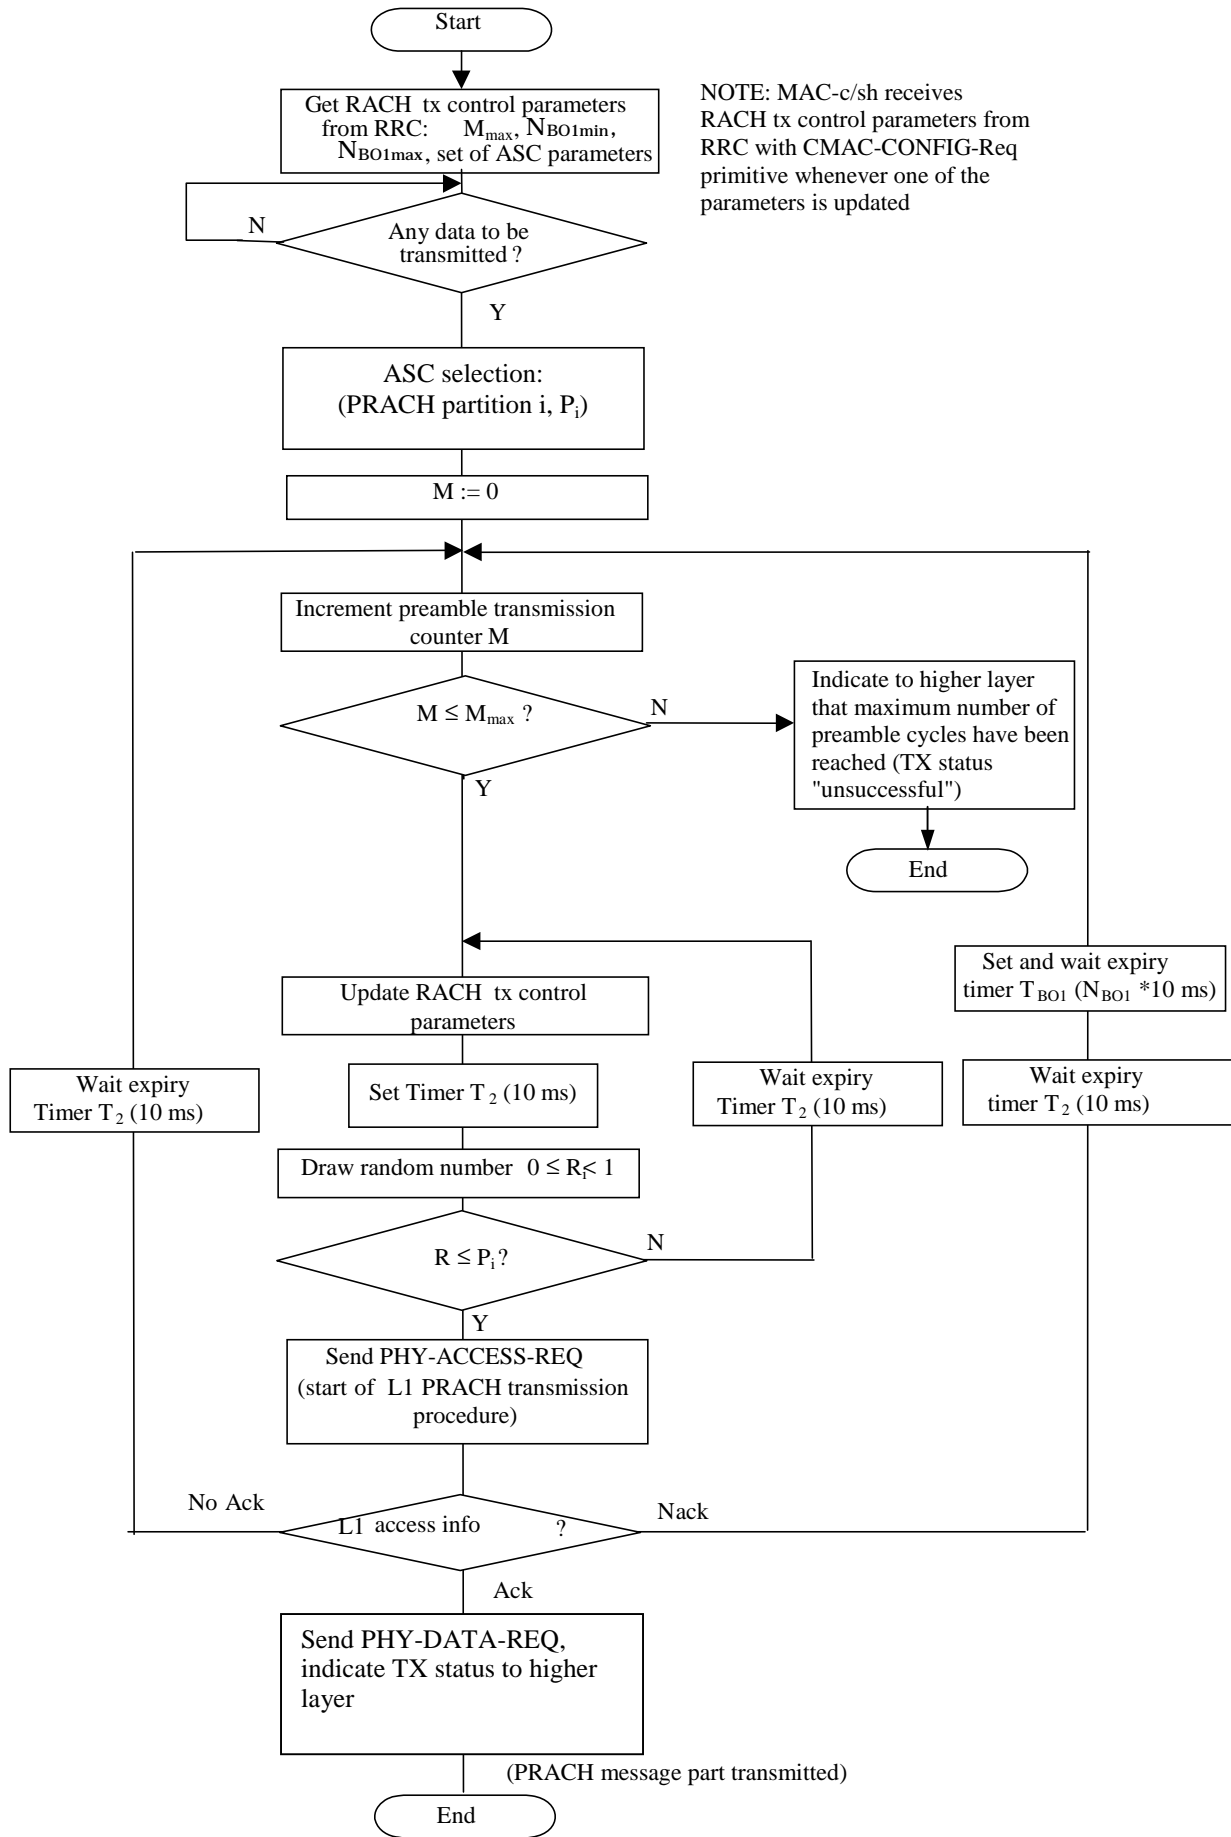 Start
Get RACH tx control parameters
from RRC: Mmax, NBO1min,
NBO1max, set of ASC parameters
NOTE: MAC-c/sh receives
RACH tx control parameters from
RRC with CMAC-CONFIG-Req
primitive whenever one of the
parameters is updated
N
Any data to be
transmitted ?
Y
ASC selection:
(PRACH partition i, Pi)
M := 0
Increment preamble transmission
counter M
M ≤ Mmax ?
N
Indicate to higher layer
that maximum number of
preamble cycles have been
reached (TX status
"unsuccessful")
Y
End
Set and wait expiry
timer TBO1 (NBO1 *10 ms)
Update RACH tx control
parameters
Wait expiry
Timer T2 (10 ms)
Set Timer T2 (10 ms)
Wait expiry
Timer T2 (10 ms)
Wait expiry
timer T2 (10 ms)
Draw random number 0 ≤ Ri< 1
R ≤ Pi?
N
Y
Send PHY-ACCESS-REQ
(start of L1 PRACH transmission
procedure)
No Ack
L1 access info ?
Nack
Ack
Send PHY-DATA-REQ,
indicate TX status to higher
layer
(PRACH message part transmitted)
End